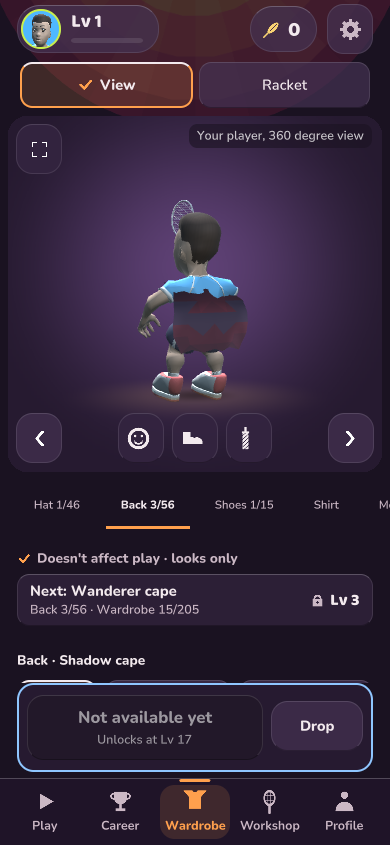 Lv 1
0
View
Racket
Your player, 360 degree view
Hat 1/46
Back 3/56
Shoes 1/15
Shirt
Doesn't affect play · looks only
Next: Wanderer cape
Back 3/56 · Wardrobe 15/205
Lv 3
Back · Shadow cape
Not available yet
Unlocks at Lv 17
Drop
Play
Career
Wardrobe
Workshop
Profile